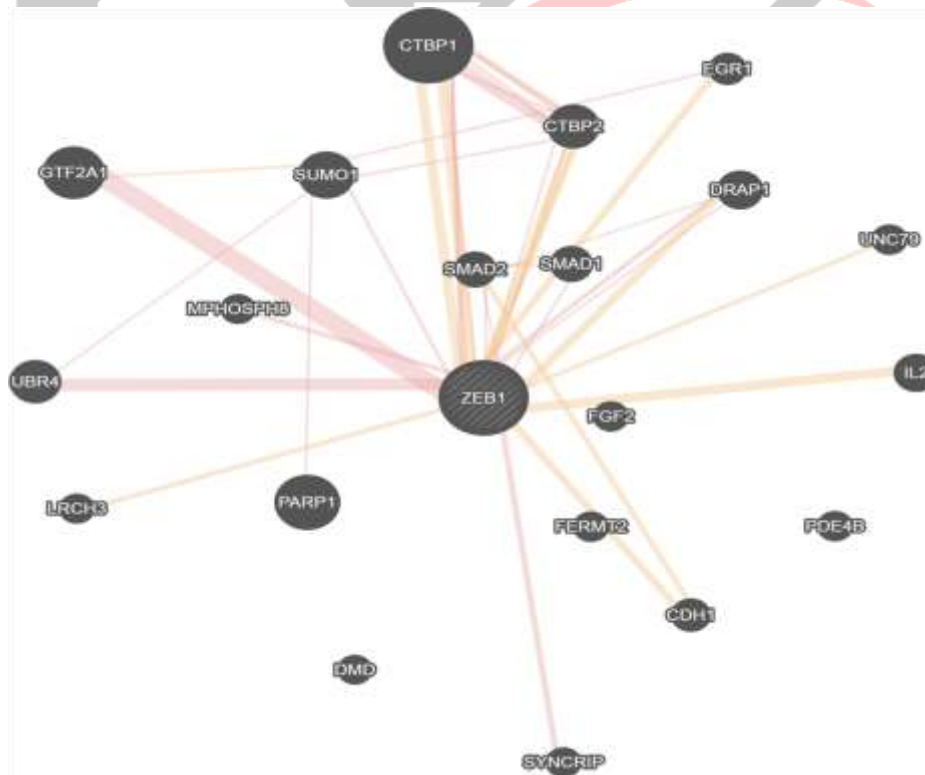 CTBP1
EGR1
CTBP2
GTF2A1
SUMO1
DRAP1
UNC79
SMAD2
SMAD1
MPHOSPH8
IL2
UBR4
ZEB1
FGF2
PARP1
LRCH3
FERMT2
PDE4B
CDH1
DMD
SYNCRIP